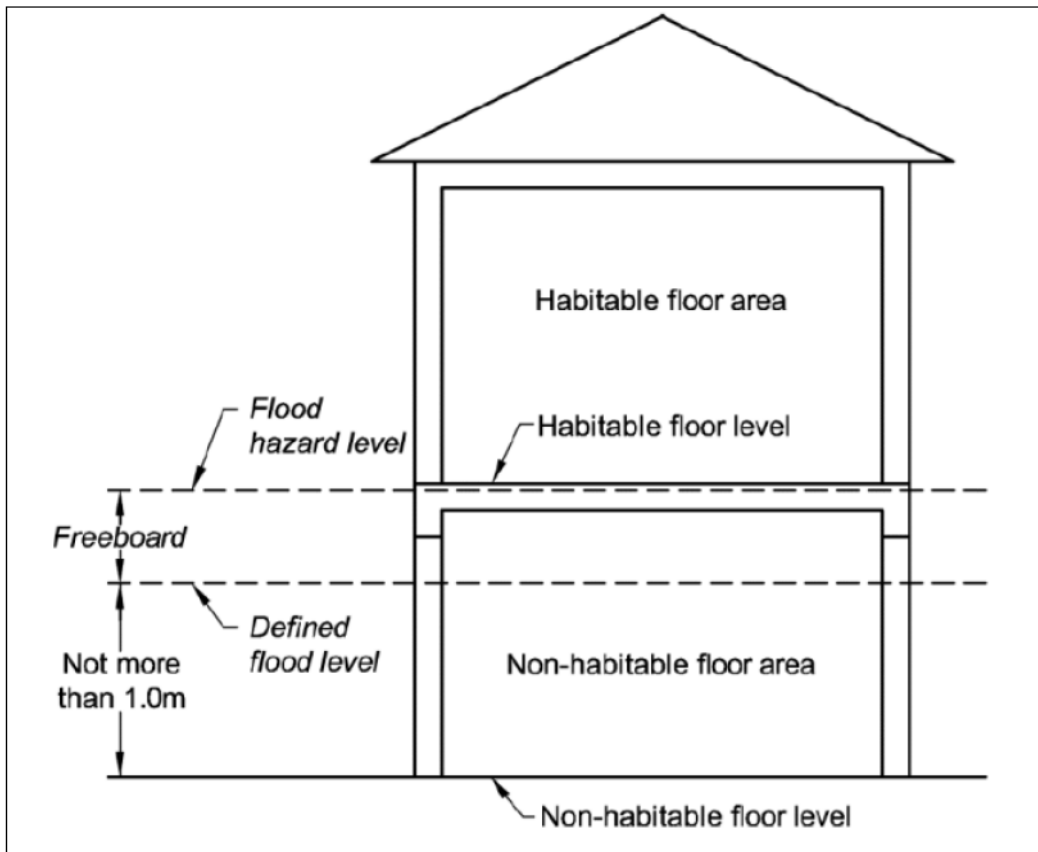 Habitable floor area
Flood
hazard level
Habitable floor level
Freeboard
Defined
flood level
Not more
than 1.0m
Non-habitable floor area
Non-habitable floor level